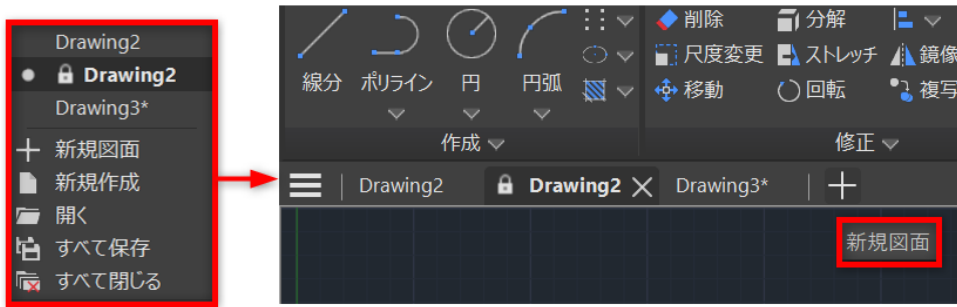 Drawing2
Drawing2
Drawing3*
新規図面
新規作成
開く
すべて保存
すべて閉じる
線分 ポリライン 円 円弧
作成
削除 分解
尺度変更 ストレッチ 鏡像
移動 回転 複写
修正
Drawing2 Drawing2 Drawing3*
新規図面